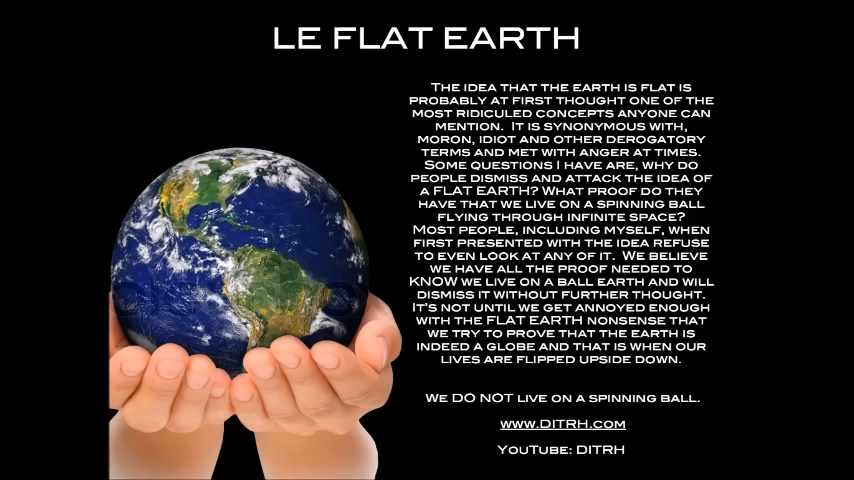 LE FLAT EARTH
THE IDEA THAT THE EARTH IS FLAT IS
PROBABLY AT FIRST THOUGHT ONE OF THE
MOST RIDICULED CONCEPTS ANYONE CAN
MENTION. IT IS SYNONYMOUS WITH,
MORON, IDIOT AND OTHER DEROGATORY
TERMS AND MET WITH ANGER AT TIMES.
SOME QUESTIONS I HAVE ARE, WHY DO
PEOPLE DISMISS AND ATTACK THE IDEA OF
A FLAT EARTH? WHAT PROOF DO THEY
HAVE THAT WE LIVE ON A SPINNING BALL
FLYING THROUGH INFINITE SPACE?
MOST PEOPLE, INCLUDING MYSELF, WHEN
FIRST PRESENTED WITH THE IDEA REFUSE
TO EVEN LOOK AT ANY OF IT. WE BELIEVE
WE HAVE ALL THE PROOF NEEDED TO
KNOW WE LIVE ON A BALL EARTH AND WILL
DISMISS IT WITHOUT FURTHER THOUGHT.
IT'S NOT UNTIL WE GET ANNOYED ENOUGH
WITH THE FLAT EARTH NONSENSE THAT
WE TRY TO PROVE THAT THE EARTH IS
INDEED A GLOBE AND THAT IS WHEN OUR
LIVES ARE FLIPPED UPSIDE DOWN.
WE DO NOT LIVE ON A SPINNING BALL.
WWW.DITRH.COM
YOUTUBE: DITRH